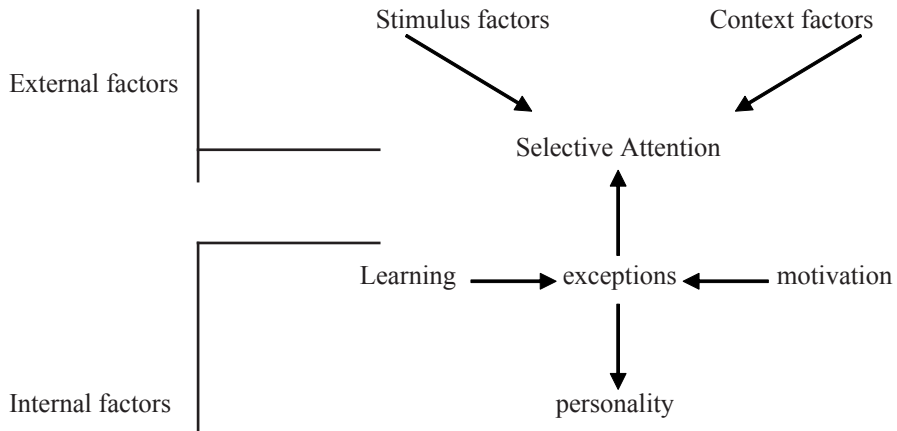 Stimulus factors
Context factors
External factors
Selective Attention
Learning
exceptions
motivation
Internal factors
personality